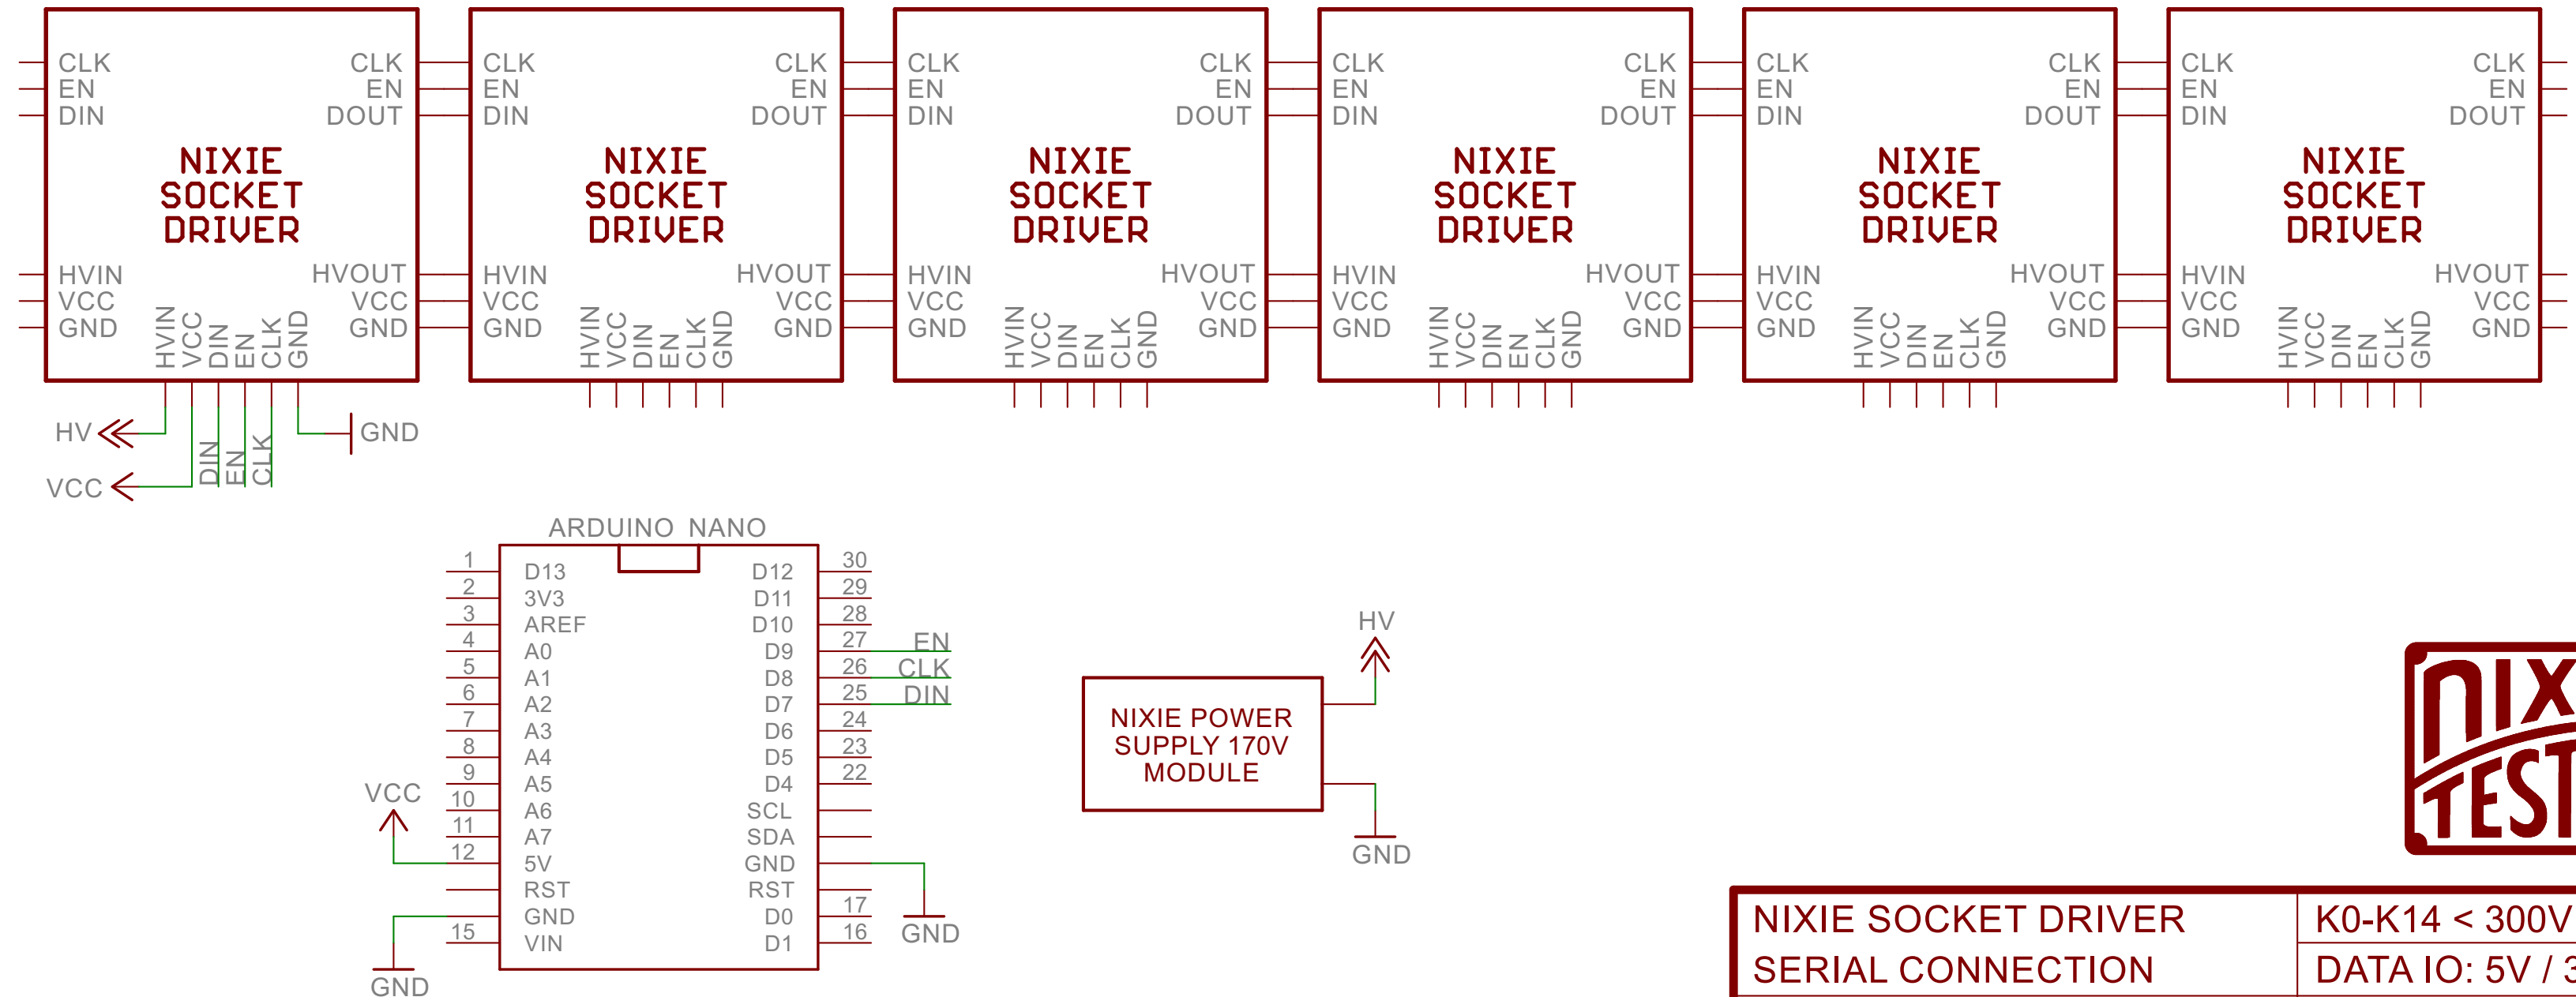 CLK CLK CLK CLK CLK CLK CLK CLK CLK CLK CLK CLK
EN EN EN EN EN EN EN EN EN EN EN EN
DIN DOUT DIN DOUT DIN DOUT DIN DOUT DIN DOUT DIN DOUT
NIXIE NIXIE NIXIE NIXIE NIXIE NIXIE
SOCKET SOCKET SOCKET SOCKET SOCKET SOCKET
DRIVER DRIVER DRIVER DRIVER DRIVER DRIVER
HVIN HVOUT HVIN HVOUT HVIN HVOUT HVIN HVOUT HVIN HVOUT HVIN HVOUT
VCC VCC VCC VCC VCC VCC VCC VCC VCC VCC VCC VCC
GND GND GND GND GND GND GND GND GND GND GND GND
HVIN VCC DIN EN CLK GND HVIN VCC DIN EN CLK GND HVIN VCC DIN EN CLK GND HVIN VCC DIN EN CLK GND HVIN VCC DIN EN CLK GND HVIN VCC DIN EN CLK GND
HV GND
DIN EN CLK
VCC
ARDUINO NANO
1 D13 D12 30
2 3V3 D11 29
3 AREF D10 28
4 A0 D9 27 EN
5 A1 D8 26 CLK
6 A2 D7 25 DIN
7 A3 D6 24
8 A4 D5 23
9 A5 D4 22
VCC
10 A6 SCL
11 A7 SDA
12 5V GND
RST RST
GND D0 17
15 VIN D1 16
GND
GND
HV
NIXIE POWER
SUPPLY 170V
MODULE
GND
NIX
TEST
NIXIE SOCKET DRIVER K0-K14 < 300V
SERIAL CONNECTION DATA IO: 5V / 3